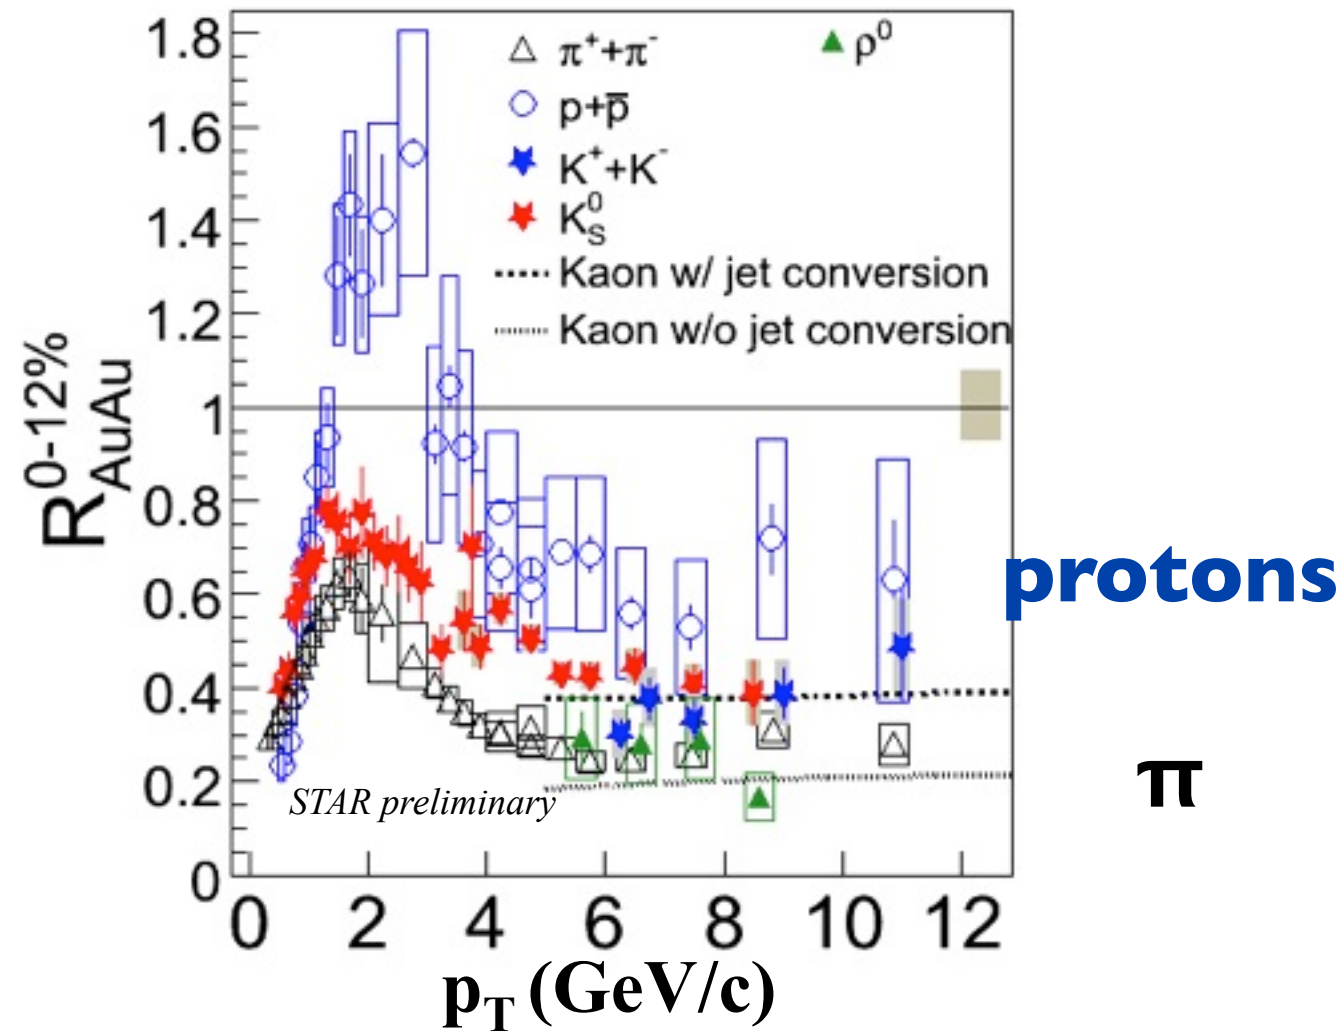 1.8
1.6
1.4
1.2
1
0.8
0.6
0.4
0.2
0
R 0-12% AuAu
π⁺+π⁻
ρ⁰
p+p̅
K⁺+K⁻
K⁰S
Kaon w/ jet conversion
Kaon w/o jet conversion
protons
π
STAR preliminary
0 2 4 6 8 10 12
pT (GeV/c)